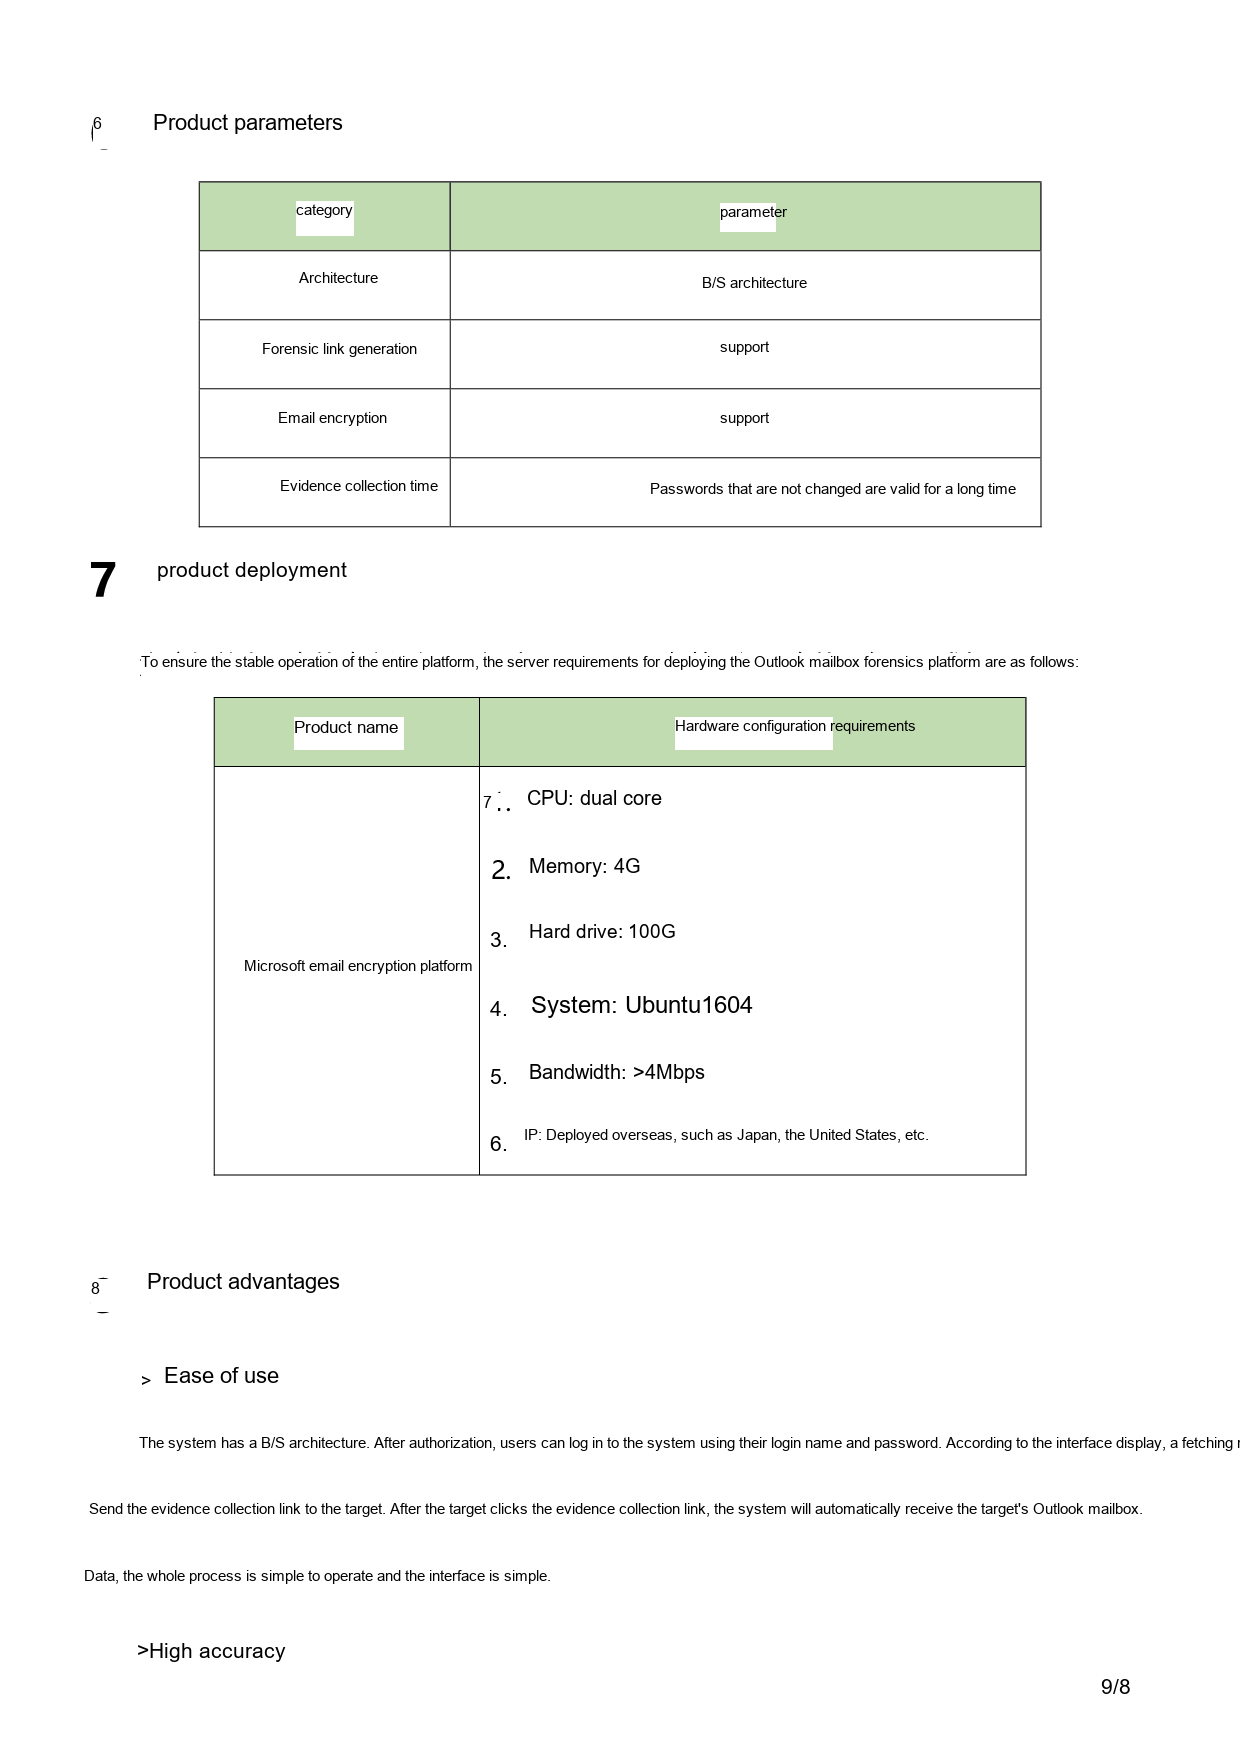 6 Product parameters
category parameter
Architecture B/S architecture
Forensic link generation support
Email encryption support
Evidence collection time Passwords that are not changed are valid for a long time
7 product deployment
To ensure the stable operation of the entire platform, the server requirements for deploying the Outlook mailbox forensics platform are as follows:
Product name Hardware configuration requirements
7 CPU: dual core
2. Memory: 4G
3. Hard drive: 100G
Microsoft email encryption platform
4. System: Ubuntu1604
5. Bandwidth: >4Mbps
6. IP: Deployed overseas, such as Japan, the United States, etc.
8 Product advantages
> Ease of use
The system has a B/S architecture. After authorization, users can log in to the system using their login name and password. According to the interface display, a fetching
Send the evidence collection link to the target. After the target clicks the evidence collection link, the system will automatically receive the target's Outlook mailbox.
Data, the whole process is simple to operate and the interface is simple.
>High accuracy
9/8